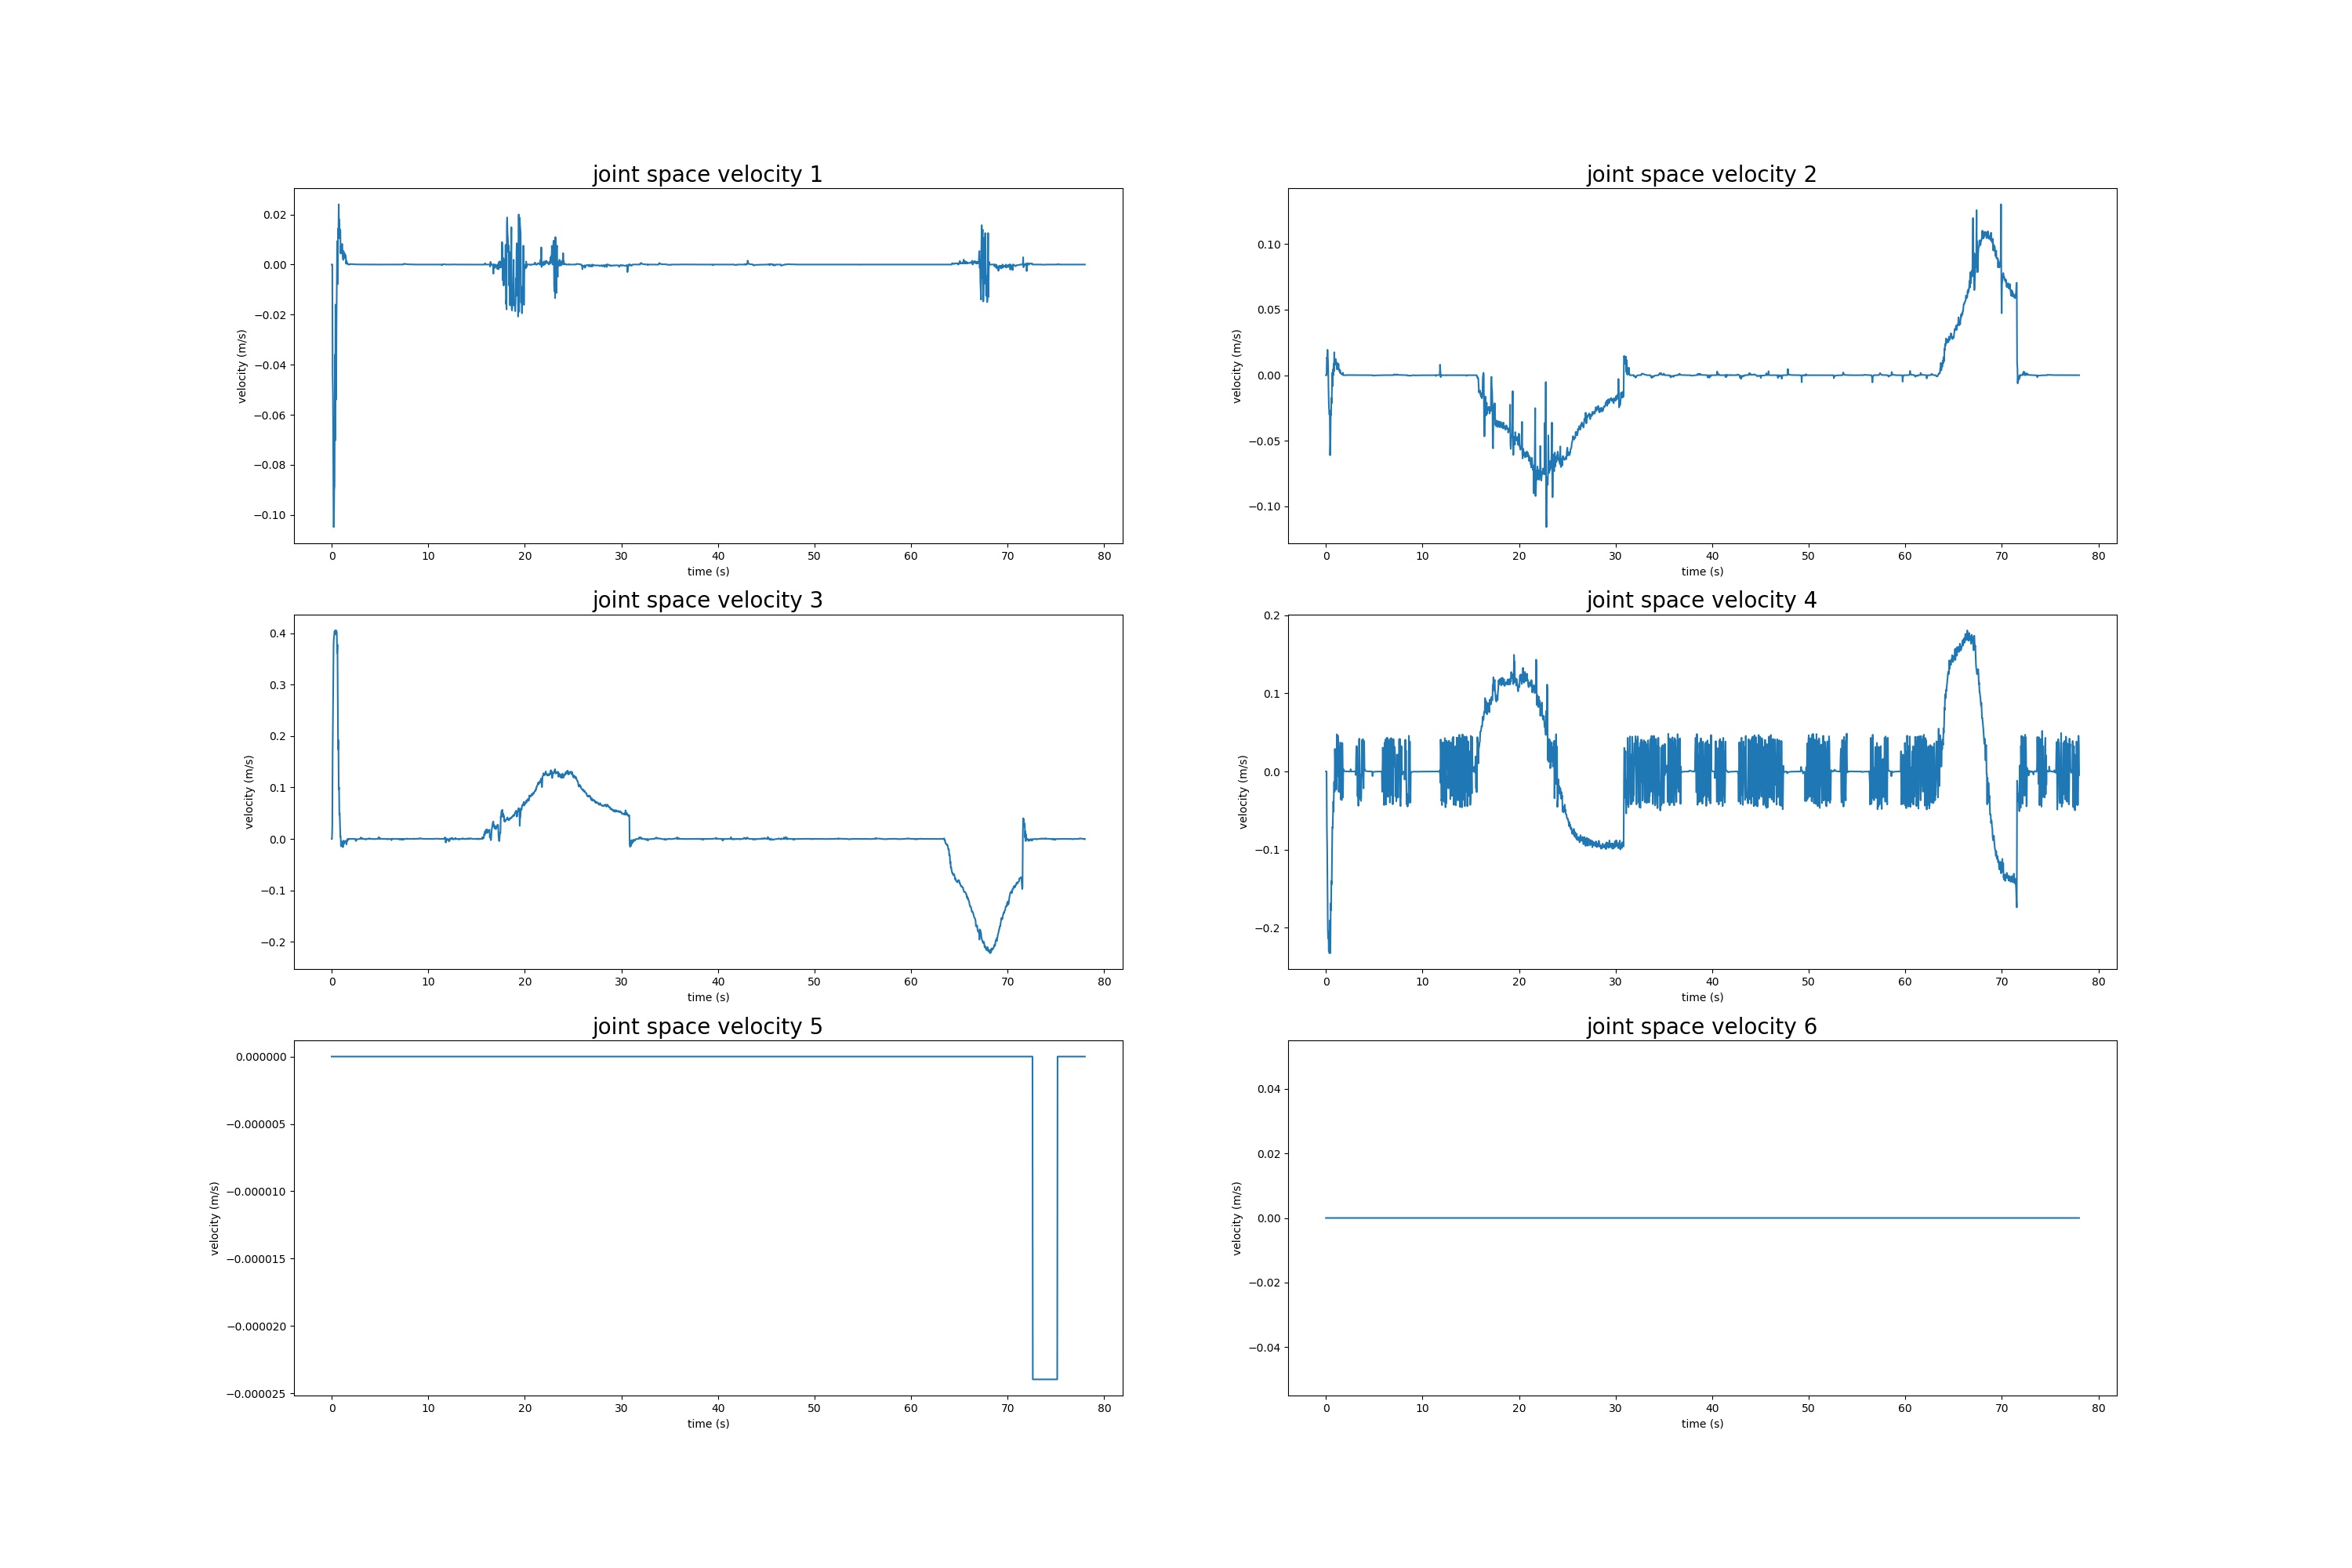 joint space velocity 1
velocity (m/s)
0.02
0.00
−0.02
−0.04
−0.06
−0.08
−0.10
0 10 20 30 40 50 60 70 80
time (s)
joint space velocity 2
velocity (m/s)
0.10
0.05
0.00
−0.05
−0.10
0 10 20 30 40 50 60 70 80
time (s)
joint space velocity 3
velocity (m/s)
0.4
0.3
0.2
0.1
0.0
−0.1
−0.2
0 10 20 30 40 50 60 70 80
time (s)
joint space velocity 4
velocity (m/s)
0.2
0.1
0.0
−0.1
−0.2
0 10 20 30 40 50 60 70 80
time (s)
joint space velocity 5
velocity (m/s)
0.000000
−0.000005
−0.000010
−0.000015
−0.000020
−0.000025
0 10 20 30 40 50 60 70 80
time (s)
joint space velocity 6
velocity (m/s)
0.04
0.02
0.00
−0.02
−0.04
0 10 20 30 40 50 60 70 80
time (s)